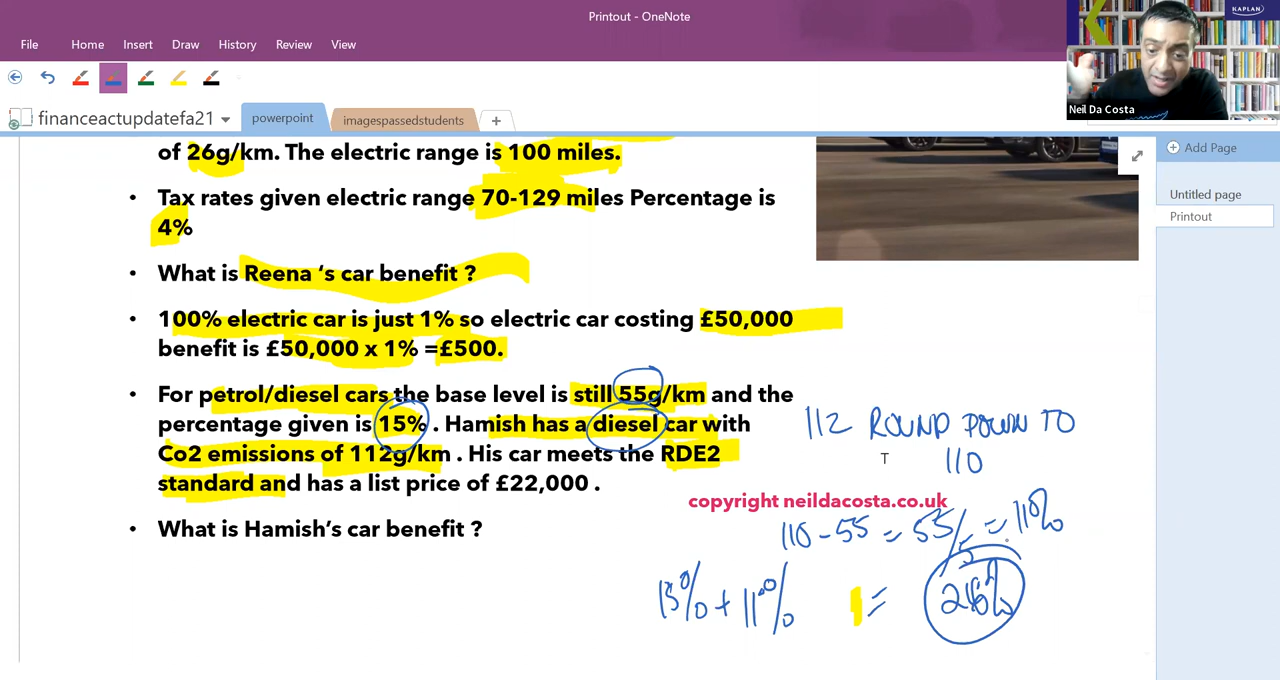 Printout - OneNote
KAPLAN
File Home Insert Draw History Review View
Neil Da Costa
financeactupdatefa21 powerpoint imagespassedstudents +
Add Page
Untitled page
Printout
of 26g/km. The electric range is 100 miles.
• Tax rates given electric range 70-129 miles Percentage is
4%
• What is Reena 's car benefit ?
• 100% electric car is just 1% so electric car costing £50,000
benefit is £50,000 x 1% =£500.
• For petrol/diesel cars the base level is still 55g/km and the
percentage given is 15% . Hamish has a diesel car with
Co2 emissions of 112g/km . His car meets the RDE2
standard and has a list price of £22,000 .
• What is Hamish's car benefit ?
112 ROUND DOWN TO
110
copyright neildacosta.co.uk
110 - 55 = 55/5 = 11%
15% + 11% = 26%